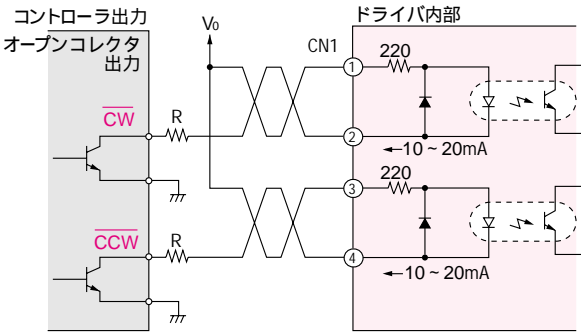 コントローラ出力
オープンコレクタ
出力
CW
R
CCW
R
V0
CN1
ドライバ内部
1
220
2
←10～20mA
3
220
4
←10～20mA